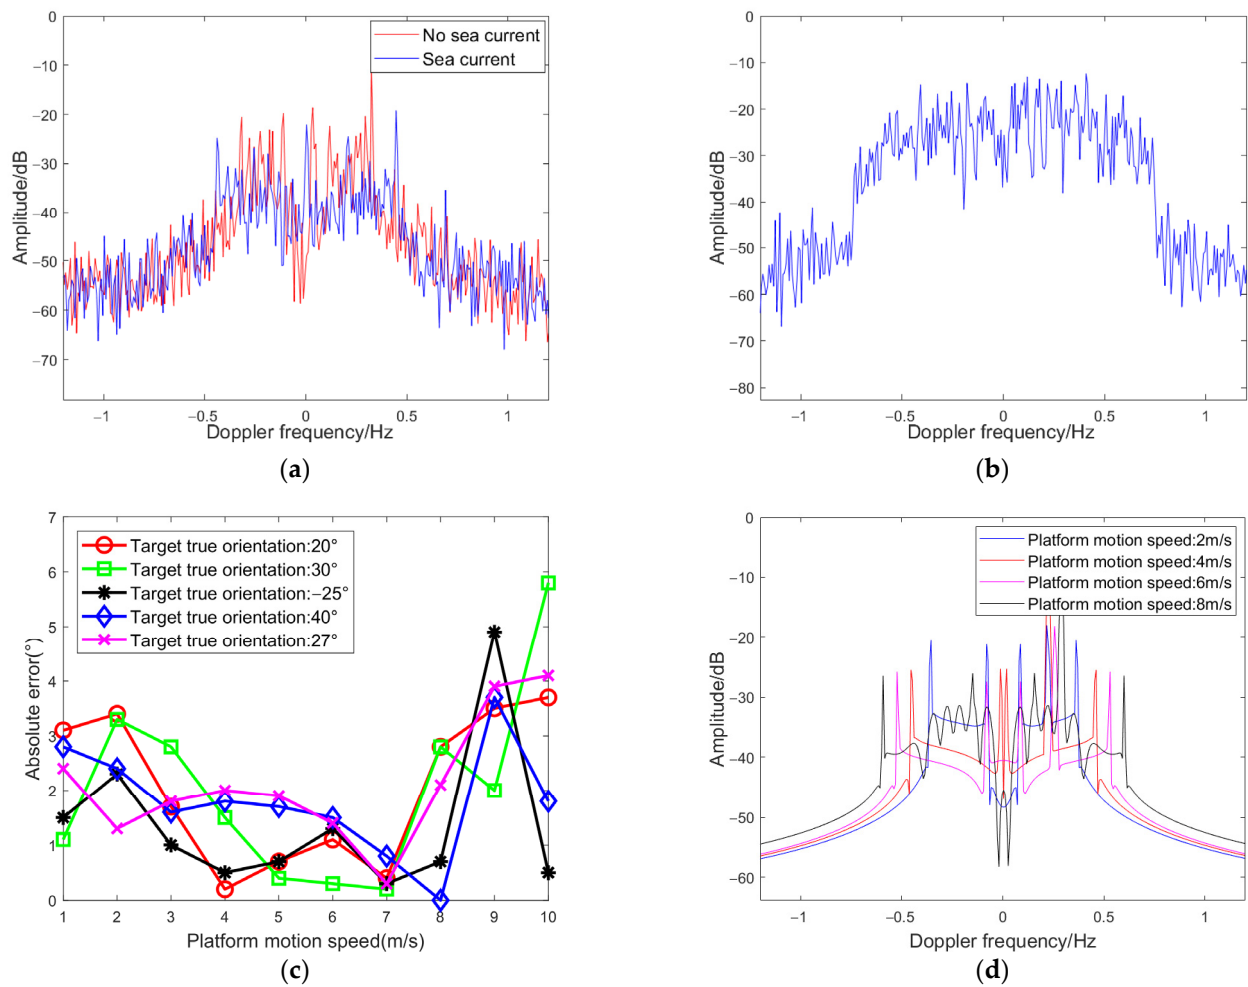 0
−10
−20
−30
−40
−50
−60
−70
−1
−0.5
0
0.5
1
Amplitude/dB
Doppler frequency/Hz
No sea current
Sea current
(a)
0
−10
−20
−30
−40
−50
−60
−70
−80
−1
−0.5
0
0.5
1
Amplitude/dB
Doppler frequency/Hz
(b)
7
6
5
4
3
2
1
0
1
2
3
4
5
6
7
8
9
10
Absolute error(°)
Platform motion speed(m/s)
Target true orientation:20°
Target true orientation:30°
Target true orientation:−25°
Target true orientation:40°
Target true orientation:27°
(c)
0
−10
−20
−30
−40
−50
−60
−1
−0.5
0
0.5
1
Amplitude/dB
Doppler frequency/Hz
Platform motion speed:2m/s
Platform motion speed:4m/s
Platform motion speed:6m/s
Platform motion speed:8m/s
(d)